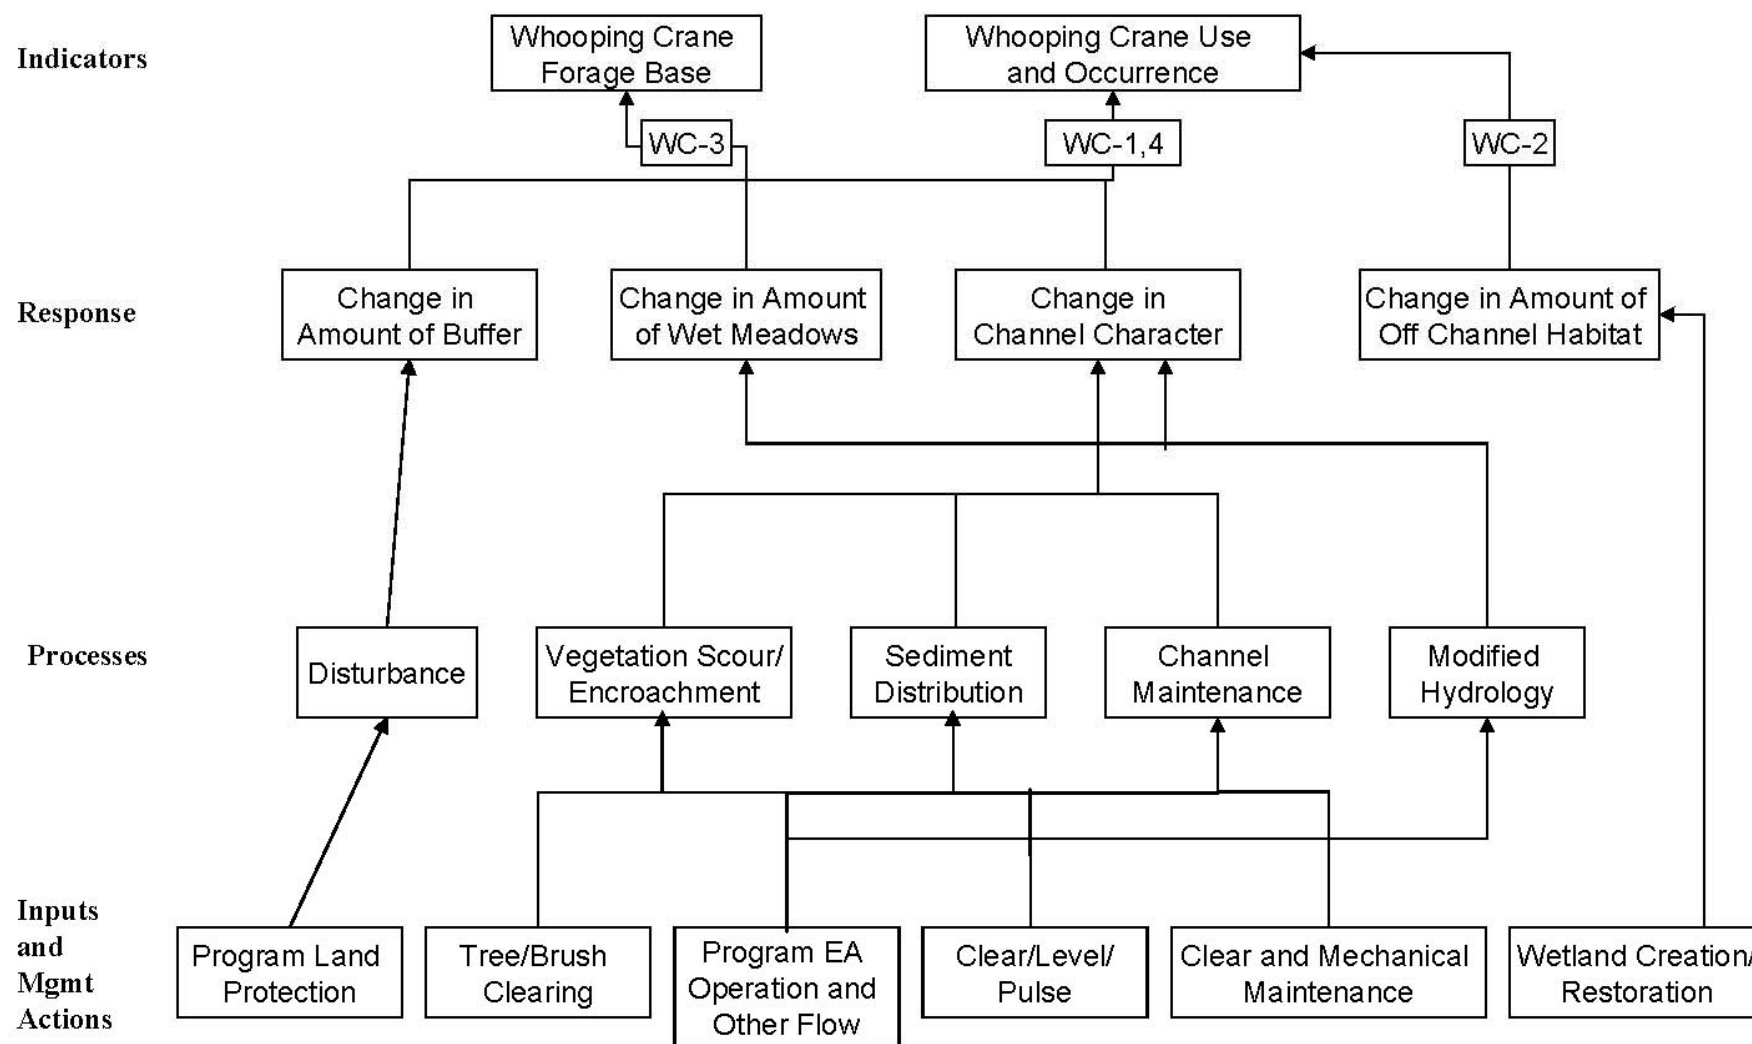 Indicators
Whooping Crane
Forage Base
Whooping Crane Use
and Occurrence
WC-3
WC-1,4
WC-2
Response
Change in
Amount of Buffer
Change in Amount
of Wet Meadows
Change in
Channel Character
Change in Amount of
Off Channel Habitat
Processes
Disturbance
Vegetation Scour/
Encroachment
Sediment
Distribution
Channel
Maintenance
Modified
Hydrology
Inputs
and
Mgmt
Actions
Program Land
Protection
Tree/Brush
Clearing
Program EA
Operation and
Other Flow
Clear/Level/
Pulse
Clear and Mechanical
Maintenance
Wetland Creation/
Restoration